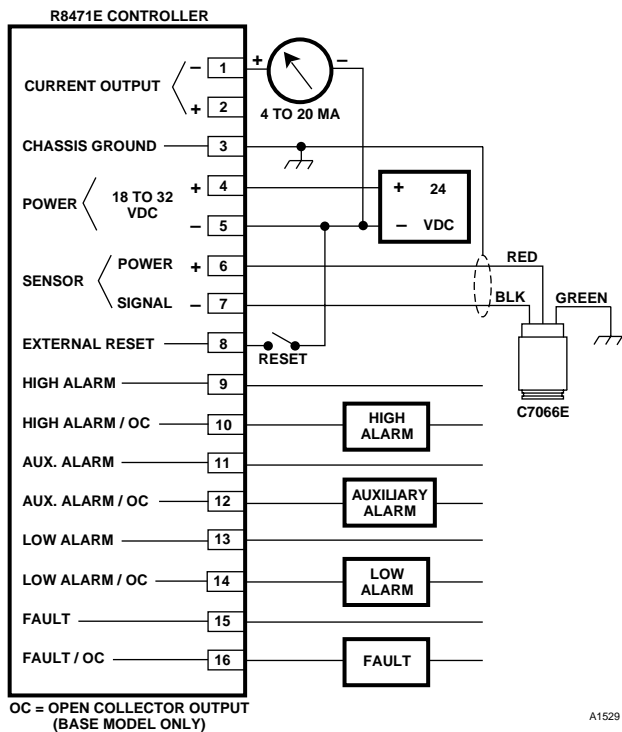 R8471E CONTROLLER
CURRENT OUTPUT
− 1 + −
+ 2
4 TO 20 MA
CHASSIS GROUND 3
POWER
18 TO 32
VDC
+ 4
− 5
+ 24
− VDC
SENSOR
POWER + 6
RED
SIGNAL − 7
BLK
GREEN
C7066E
EXTERNAL RESET 8
RESET
HIGH ALARM 9
HIGH ALARM / OC 10
HIGH
ALARM
AUX. ALARM 11
AUX. ALARM / OC 12
AUXILIARY
ALARM
LOW ALARM 13
LOW ALARM / OC 14
LOW
ALARM
FAULT 15
FAULT / OC 16
FAULT
OC = OPEN COLLECTOR OUTPUT
(BASE MODEL ONLY)
A1529